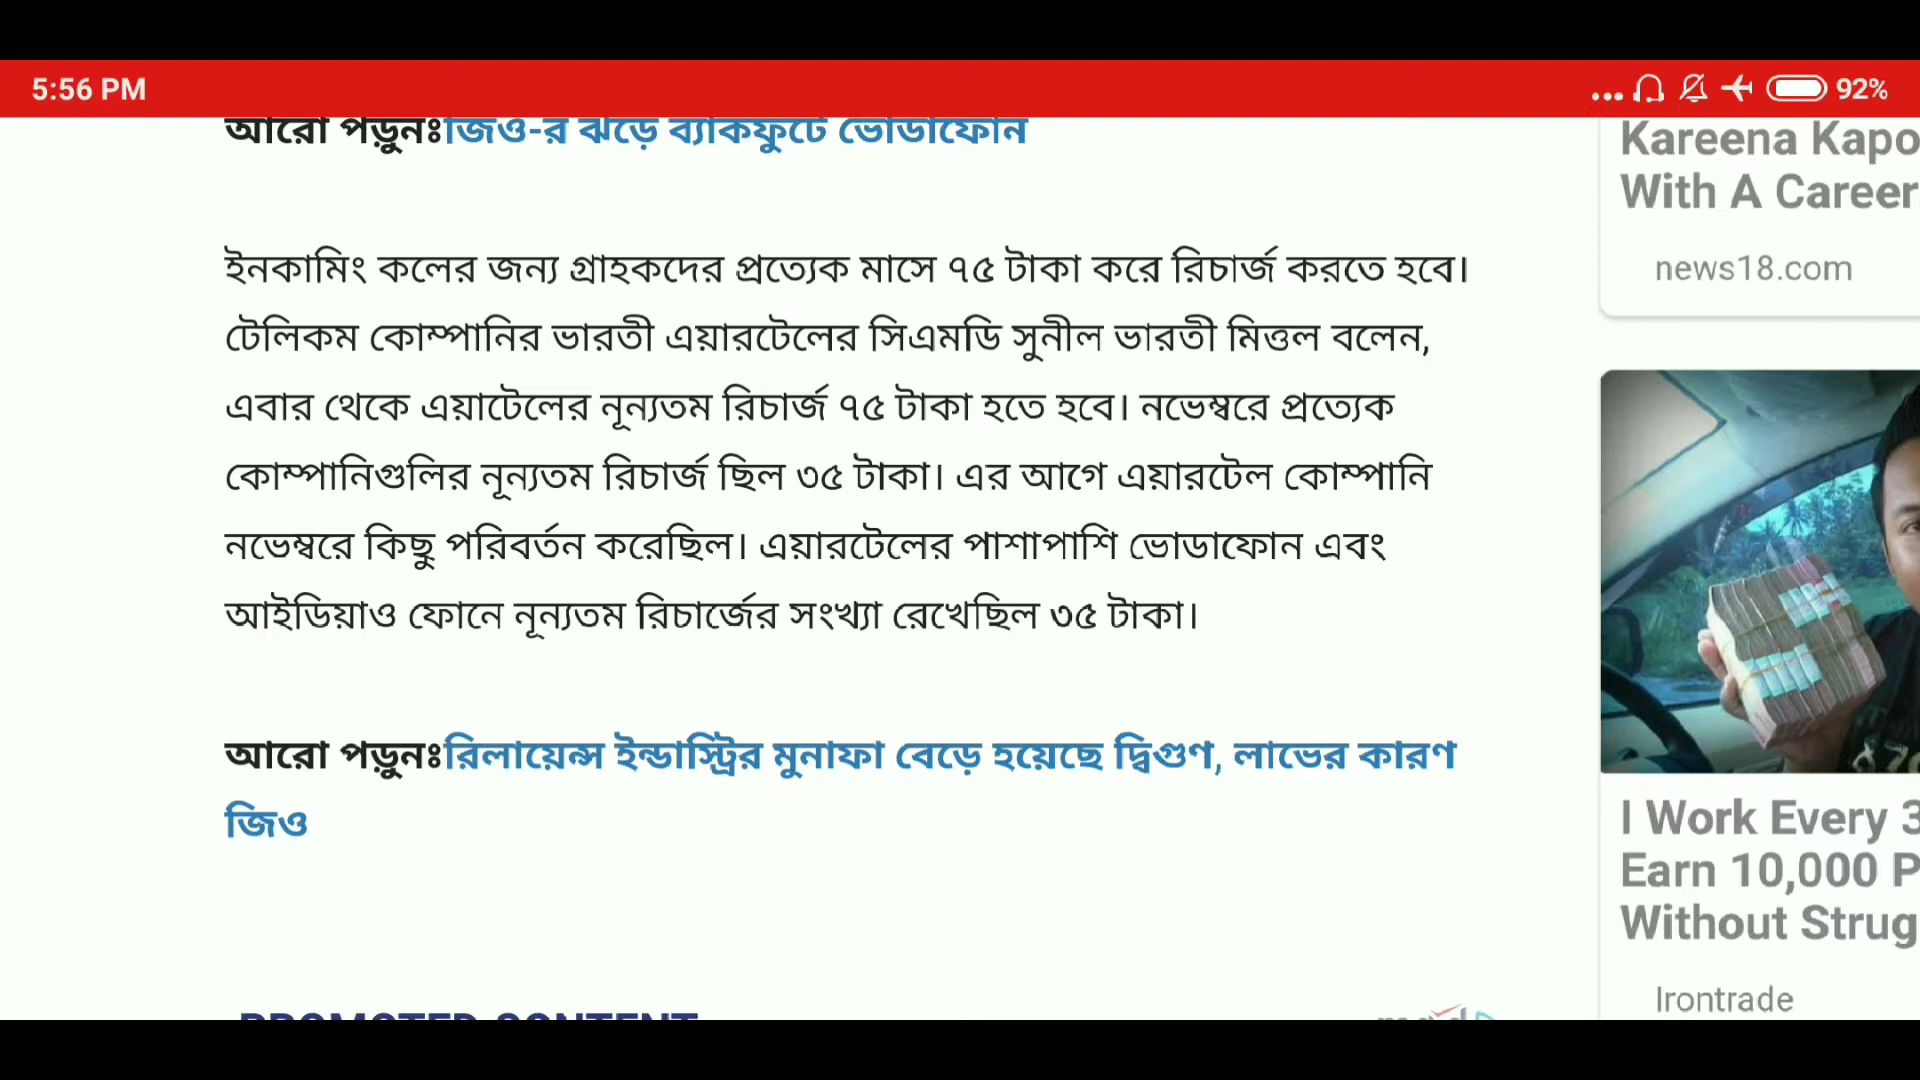 5:56 PM
92%
আরো পড়ুনঃজিও-র ঝড়ে ব্যাকফুটে ভোডাফোন
ইনকামিং কলের জন্য গ্রাহকদের প্রত্যেক মাসে ৭৫ টাকা করে রিচার্জ করতে হবে।
টেলিকম কোম্পানির ভারতী এয়ারটেলের সিএমডি সুনীল ভারতী মিত্তল বলেন,
এবার থেকে এয়াটেলের নূন্যতম রিচার্জ ৭৫ টাকা হতে হবে। নভেম্বরে প্রত্যেক
কোম্পানিগুলির নূন্যতম রিচার্জ ছিল ৩৫ টাকা। এর আগে এয়ারটেল কোম্পানি
নভেম্বরে কিছু পরিবর্তন করেছিল। এয়ারটেলের পাশাপাশি ভোডাফোন এবং
আইডিয়াও ফোনে নূন্যতম রিচার্জের সংখ্যা রেখেছিল ৩৫ টাকা।
আরো পড়ুনঃরিলায়েন্স ইন্ডাস্ট্রির মুনাফা বেড়ে হয়েছে দ্বিগুণ, লাভের কারণ
জিও
PROMOTED CONTENT
Kareena Kapo
With A Career
news18.com
I Work Every 3
Earn 10,000 P
Without Strug
Irontrade